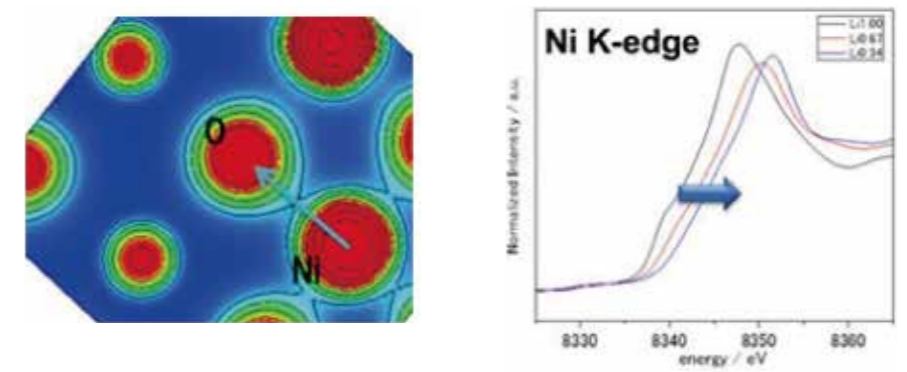 O
Ni
Ni K-edge
Li1.00
Li0.67
Li0.34
Normalized Intensity / a.u.
8330 8340 8350 8360
energy / eV